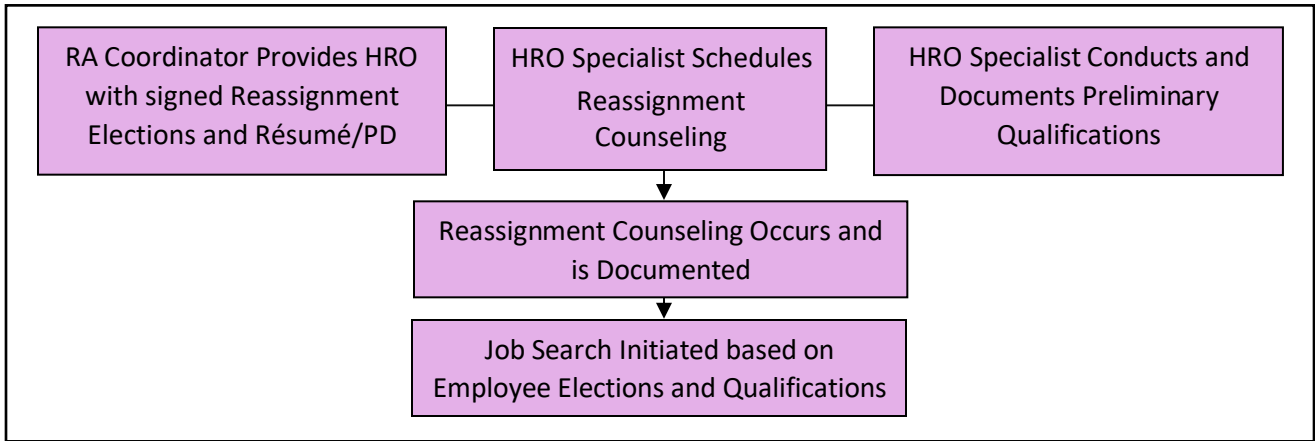 RA Coordinator Provides HRO
with signed Reassignment
Elections and Résumé/PD
HRO Specialist Schedules
Reassignment
Counseling
HRO Specialist Conducts and
Documents Preliminary
Qualifications
Reassignment Counseling Occurs and
is Documented
Job Search Initiated based on
Employee Elections and Qualifications